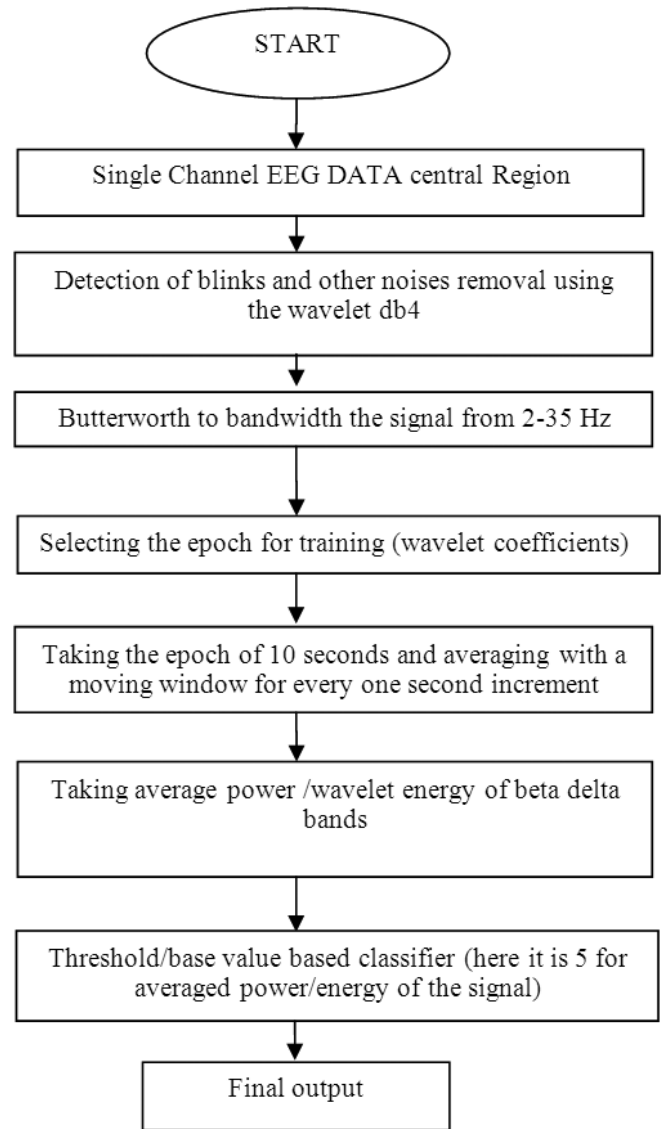 START
Single Channel EEG DATA central Region
Detection of blinks and other noises removal using
the wavelet db4
Butterworth to bandwidth the signal from 2-35 Hz
Selecting the epoch for training (wavelet coefficients)
Taking the epoch of 10 seconds and averaging with a
moving window for every one second increment
Taking average power /wavelet energy of beta delta
bands
Threshold/base value based classifier (here it is 5 for
averaged power/energy of the signal)
Final output